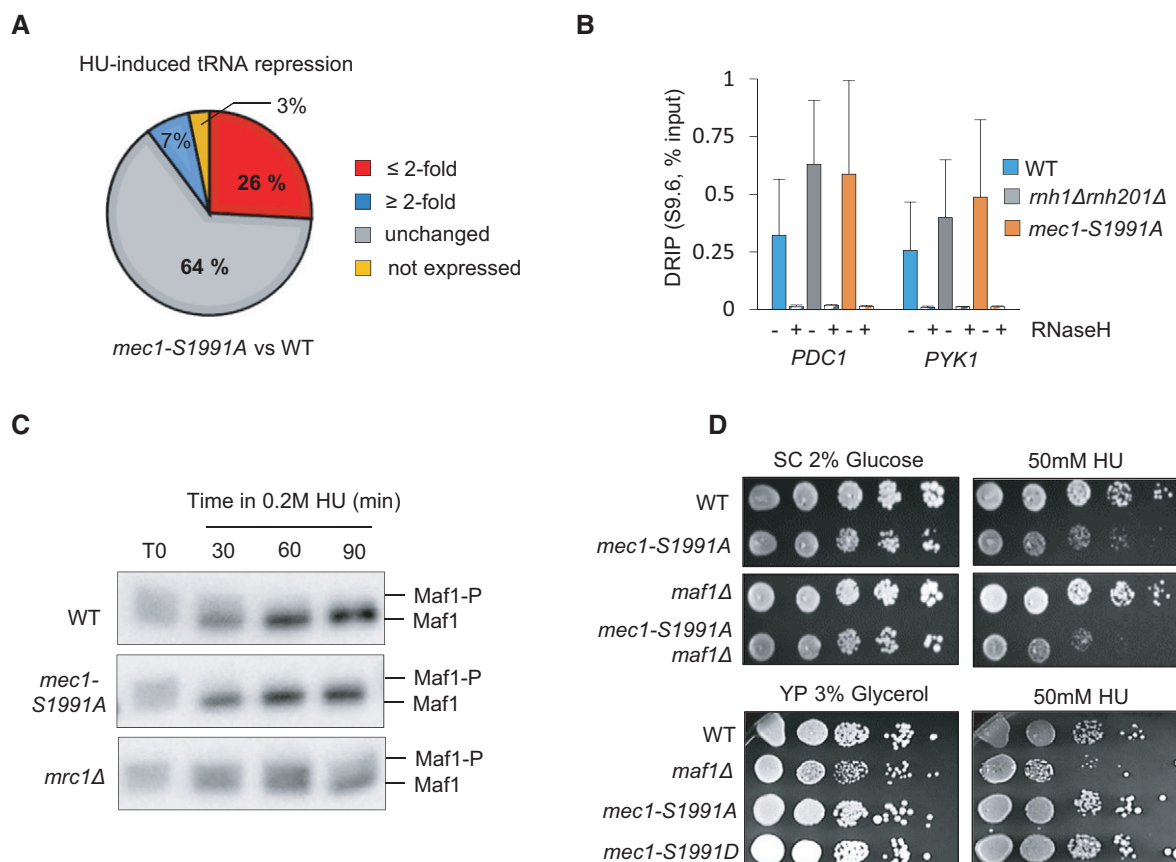 A
HU-induced tRNA repression
3%
7%
26 %
64 %
≤ 2-fold
≥ 2-fold
unchanged
not expressed
mec1-S1991A vs WT
B
DRIP (S9.6, % input)
1
0.75
0.5
0.25
0
WT
rnh1Δrnh201Δ
mec1-S1991A
- + - + - + - + - + - + RNaseH
PDC1 PYK1
C
Time in 0.2M HU (min)
T0 30 60 90
WT
Maf1-P
Maf1
mec1-
S1991A
Maf1-P
Maf1
mrc1Δ
Maf1-P
Maf1
D
SC 2% Glucose 50mM HU
WT
mec1-S1991A
maf1Δ
mec1-S1991A
maf1Δ
YP 3% Glycerol 50mM HU
WT
maf1Δ
mec1-S1991A
mec1-S1991D